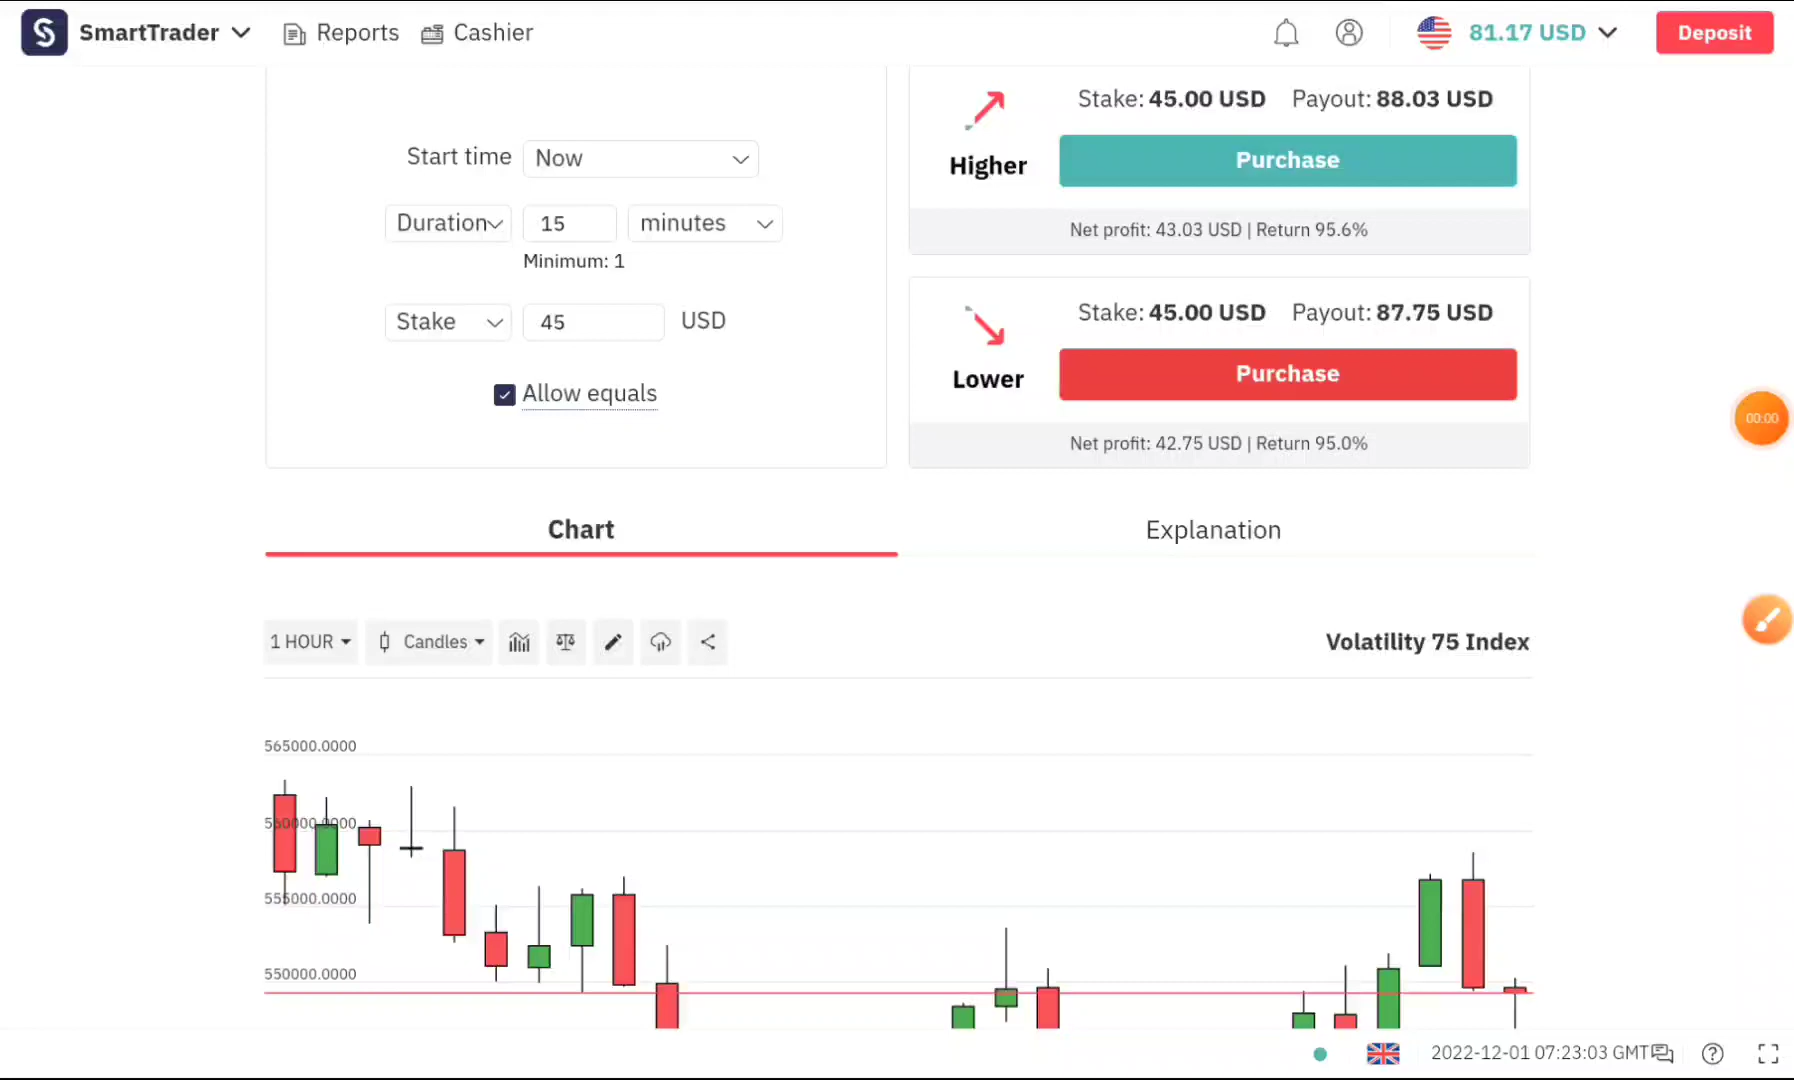 SmartTrader Reports Cashier 81.17 USD Deposit
Stake: 45.00 USD Payout: 88.03 USD
Higher Purchase
Net profit: 43.03 USD | Return 95.6%
Start time Now
Duration 15 minutes
Minimum: 1
Stake 45 USD
Allow equals
Stake: 45.00 USD Payout: 87.75 USD
Lower Purchase
Net profit: 42.75 USD | Return 95.0%
00:00
Chart Explanation
1 HOUR Candles Volatility 75 Index
565000.0000
560000.0000
555000.0000
550000.0000
2022-12-01 07:23:03 GMT